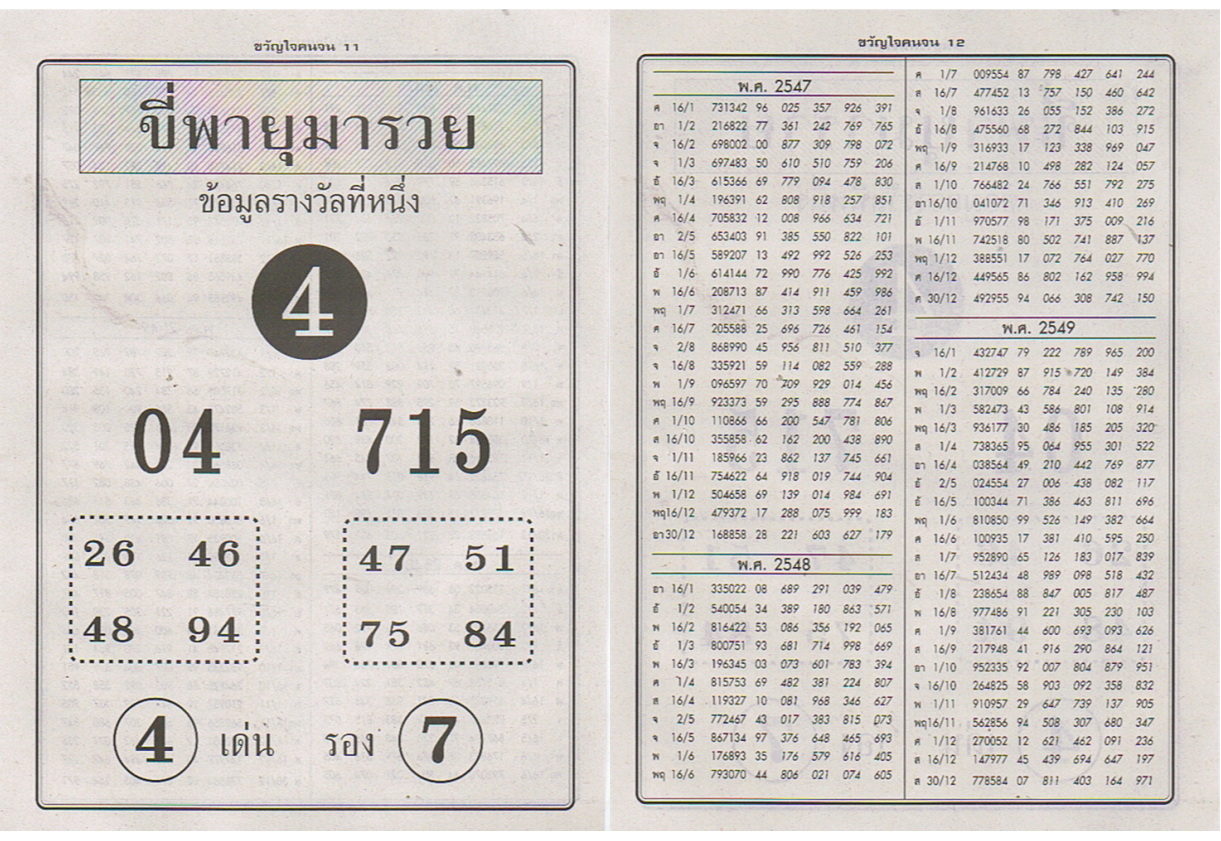 ขวัญใจคนจน 11
ขี่พายุมารวย
ข้อมูลรางวัลที่หนึ่ง
4
04 715
26 46
48 94
47 51
75 84
4 เด่น รอง 7
ขวัญใจคนจน 12
พ.ศ. 2547
ศ 16/1 731342 96 025 357 926 391
อา 1/2 216822 77 361 242 769 765
จ 16/2 698002 00 877 309 798 072
จ 1/3 697483 50 610 510 759 206
อั 16/3 615366 69 779 094 478 830
พฤ 1/4 196391 62 808 918 257 851
ศ 16/4 705832 12 008 966 634 721
อา 2/5 653403 91 385 550 822 101
อา 16/5 589207 13 492 992 526 253
อั 1/6 614144 72 990 776 425 992
พ 16/6 208713 87 414 911 459 986
พฤ 1/7 312471 66 313 598 664 261
ศ 16/7 205588 25 696 726 461 154
จ 2/8 868990 45 956 811 510 377
จ 16/8 335921 59 114 082 559 288
พ 1/9 096597 70 709 929 014 456
พฤ 16/9 923373 59 295 888 774 867
ศ 1/10 110866 66 200 547 781 806
ส 16/10 355858 62 162 200 438 890
จ 1/11 185966 23 862 137 745 661
อั 16/11 754622 64 918 019 744 904
พ 1/12 504658 69 139 014 984 691
พฤ16/12 479372 17 288 075 999 183
อา30/12 168858 28 221 603 627 179
พ.ศ. 2548
อา 16/1 335022 08 689 291 039 479
อั 1/2 540054 34 389 180 863 571
พ 16/2 816422 53 086 356 192 065
อั 1/3 800751 93 681 714 998 669
พ 16/3 196345 03 073 601 783 394
ศ 1/4 815753 69 482 381 224 807
ส 16/4 119327 10 081 968 346 627
จ 2/5 772467 43 017 383 815 073
จ 16/5 867134 97 376 648 465 693
พ 1/6 176893 35 176 579 616 405
พฤ 16/6 793070 44 806 021 074 605
ศ 1/7 009554 87 798 427 641 244
ส 16/7 477452 13 757 150 460 642
จ 1/8 961633 26 055 152 386 272
อั 16/8 475560 68 272 844 103 915
พฤ 1/9 316933 17 123 338 969 047
ศ 16/9 214768 10 498 282 124 057
ส 1/10 766482 24 766 551 792 275
อา16/10 041072 71 346 913 410 269
อั 1/11 970577 98 171 375 009 216
พ 16/11 742518 80 502 741 887 137
พฤ 1/12 388551 17 072 764 027 770
ศ 16/12 449565 86 802 162 958 994
ศ 30/12 492955 94 066 308 742 150
พ.ศ. 2549
จ 16/1 432747 79 222 789 965 200
พ 1/2 412729 87 915 720 149 384
พฤ 16/2 317009 66 784 240 135 280
พ 1/3 582473 43 586 801 108 914
พฤ 16/3 936177 30 486 185 205 320
ส 1/4 738365 95 064 955 301 522
อา 16/4 038564 49 210 442 769 877
อั 2/5 024554 27 006 438 082 117
อั 16/5 100344 71 386 463 811 696
พฤ 1/6 810850 99 526 149 382 664
ศ 16/6 100935 17 381 410 595 250
ส 1/7 952890 65 126 183 017 839
อา 16/7 512434 48 989 098 518 432
อั 1/8 238654 88 847 005 817 487
พ 16/8 977486 91 221 305 230 103
ศ 1/9 381761 44 600 693 093 626
ส 16/9 217948 41 916 290 864 121
อา 1/10 952335 92 007 804 879 951
จ 16/10 264825 58 903 092 358 832
พ 1/11 910957 29 647 739 137 905
พฤ16/11 562856 94 508 307 680 347
ศ 1/12 270052 12 621 462 091 236
ส 16/12 147977 45 439 694 647 197
ส 30/12 778584 07 811 403 164 971